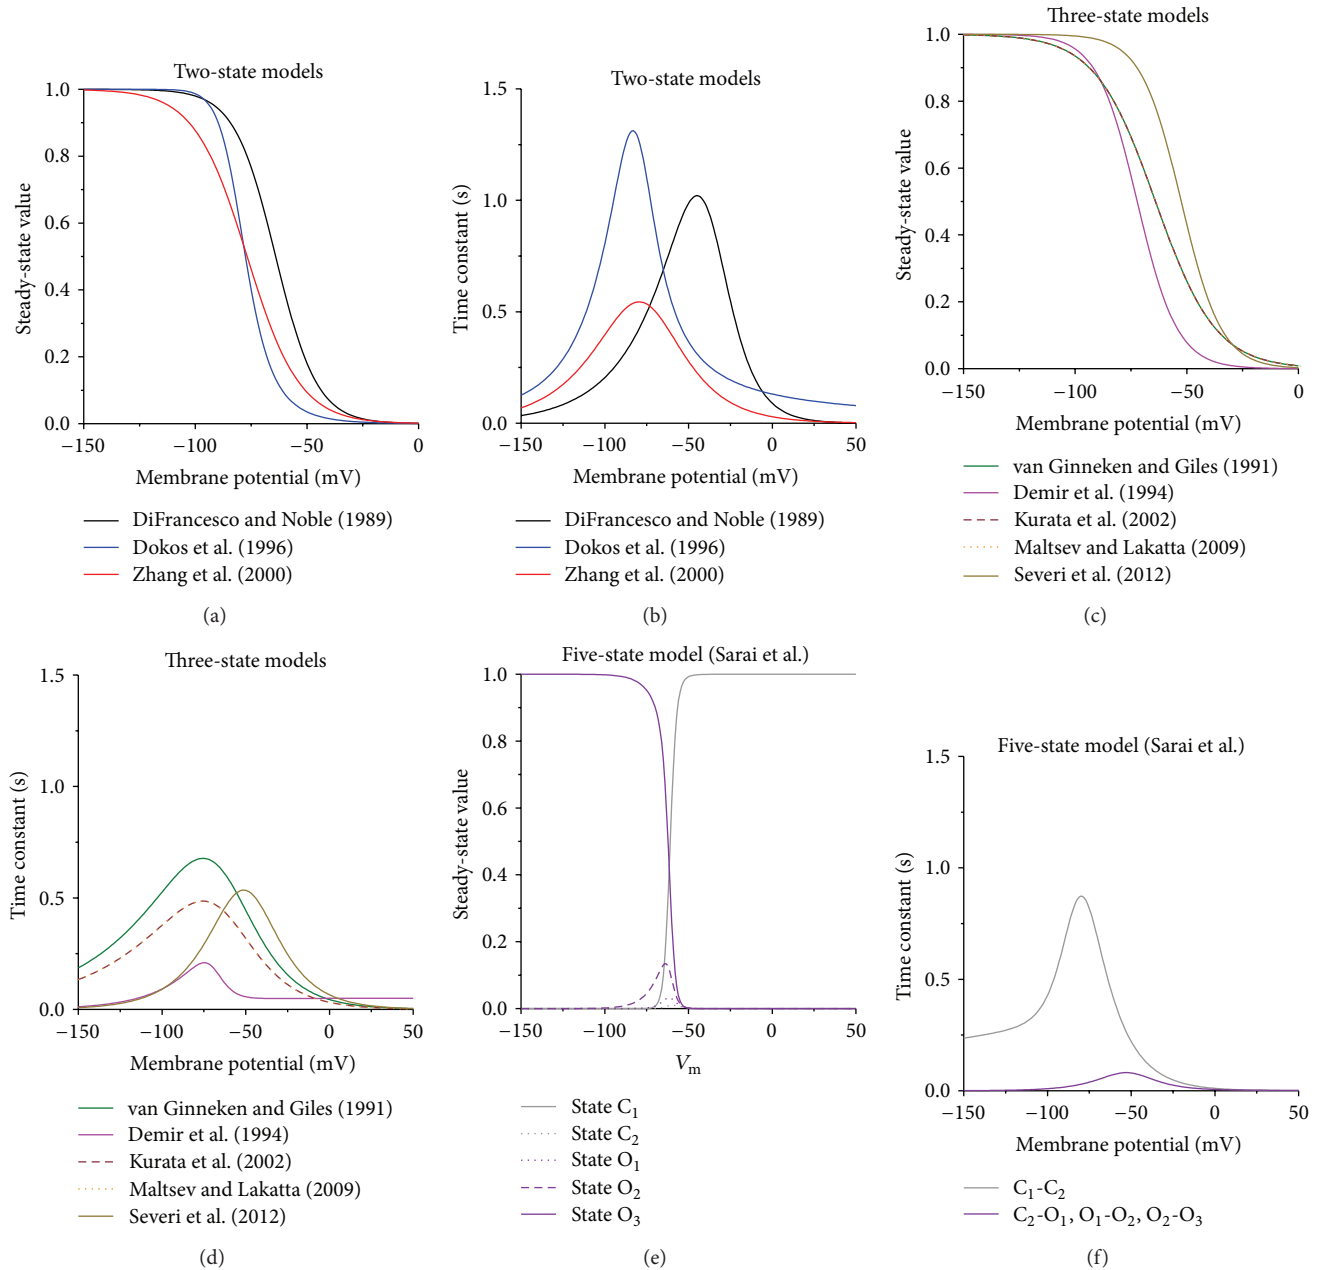 Two-state models
1.0
0.8
0.6
0.4
0.2
0.0
Steady-state value
−150 −100 −50 0
Membrane potential (mV)
DiFrancesco and Noble (1989)
Dokos et al. (1996)
Zhang et al. (2000)
(a)
Two-state models
1.5
1.0
0.5
0.0
Time constant (s)
−150 −100 −50 0 50
Membrane potential (mV)
DiFrancesco and Noble (1989)
Dokos et al. (1996)
Zhang et al. (2000)
(b)
Three-state models
1.0
0.8
0.6
0.4
0.2
0.0
Steady-state value
−150 −100 −50 0
Membrane potential (mV)
van Ginneken and Giles (1991)
Demir et al. (1994)
Kurata et al. (2002)
Maltsev and Lakatta (2009)
Severi et al. (2012)
(c)
Three-state models
1.5
1.0
0.5
0.0
Time constant (s)
−150 −100 −50 0 50
Membrane potential (mV)
van Ginneken and Giles (1991)
Demir et al. (1994)
Kurata et al. (2002)
Maltsev and Lakatta (2009)
Severi et al. (2012)
(d)
Five-state model (Sarai et al.)
1.0
0.8
0.6
0.4
0.2
0.0
Steady-state value
−150 −100 −50 0 50
Vm
State C1
State C2
State O1
State O2
State O3
(e)
Five-state model (Sarai et al.)
1.5
1.0
0.5
0.0
Time constant (s)
−150 −100 −50 0 50
Membrane potential (mV)
C1-C2
C2-O1, O1-O2, O2-O3
(f)